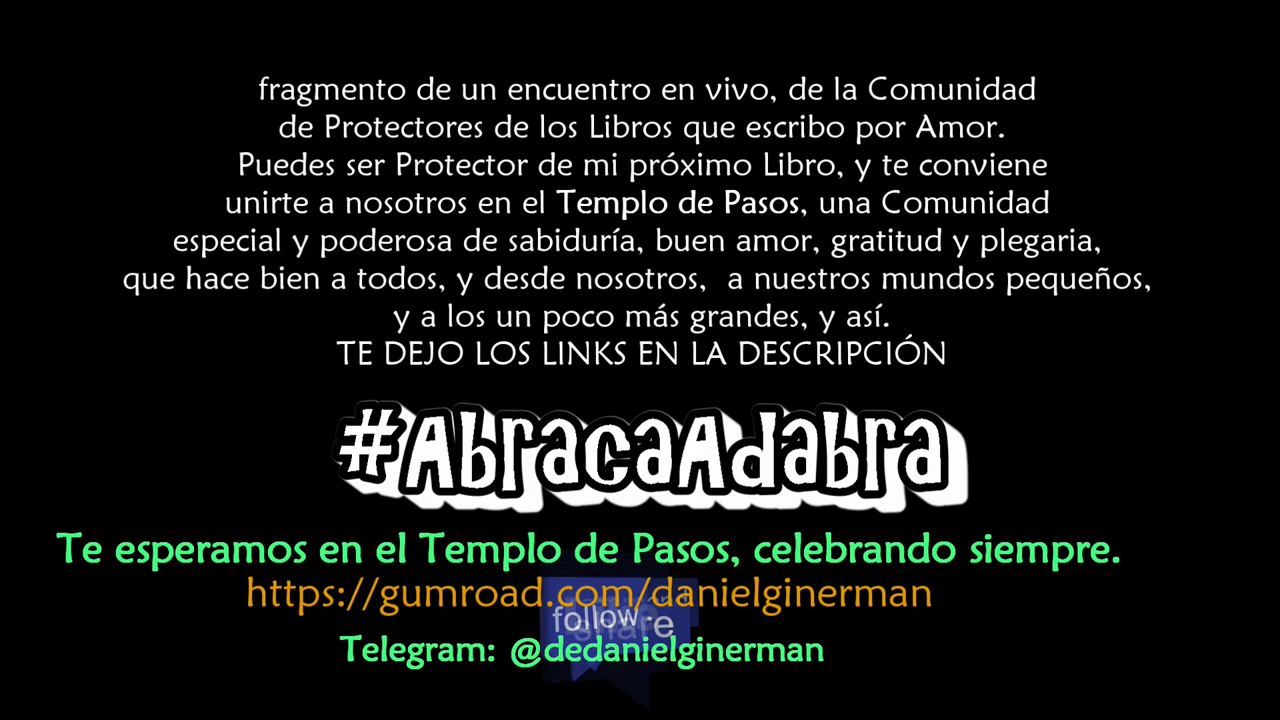 fragmento de un encuentro en vivo, de la Comunidad
de Protectores de los Libros que escribo por Amor.
Puedes ser Protector de mi próximo Libro, y te conviene
unirte a nosotros en el Templo de Pasos, una Comunidad
especial y poderosa de sabiduría, buen amor, gratitud y plegaria,
que hace bien a todos, y desde nosotros,  a nuestros mundos pequeños,
y a los un poco más grandes, y así.
TE DEJO LOS LINKS EN LA DESCRIPCIÓN
#AbracaAdabra
Te esperamos en el Templo de Pasos, celebrando siempre.
https://gumroad.com/danielginerman
follow
share
Telegram: @dedanielginerman